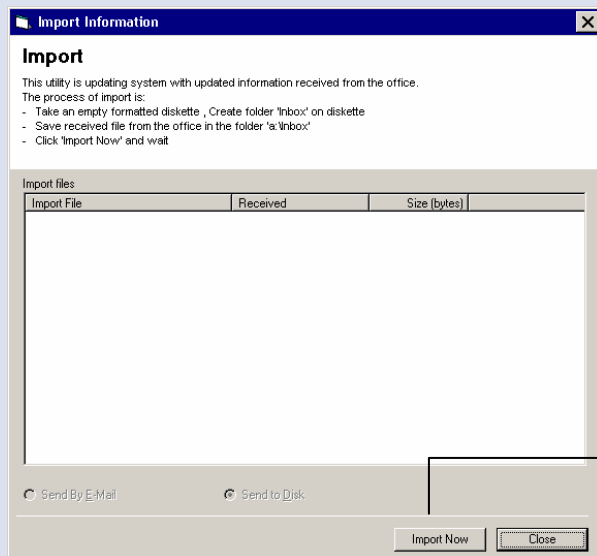 Import Information
Import
This utility is updating system with updated information received from the office.
The process of import is:
- Take an empty formatted diskette , Create folder 'Inbox' on diskette
- Save received file from the office in the folder 'a:\Inbox'
- Click 'Import Now' and wait
Import files
Import File Received Size (bytes)
Send By E-Mail Send to Disk
Import Now Close